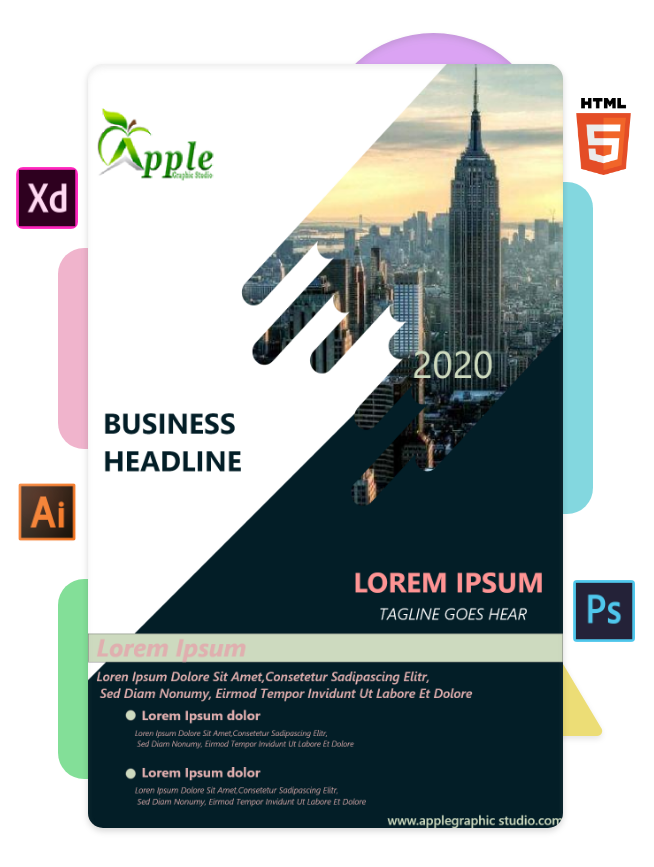 HTML
5
Apple
Graphic Studio
Xd
2020
BUSINESS
HEADLINE
Ai
LOREM IPSUM
TAGLINE GOES HEAR
Ps
Lorem Ipsum
Loren Ipsum Dolore Sit Amet,Consetetur Sadipascing Elitr,
Sed Diam Nonumy, Eirmod Tempor Invidunt Ut Labore Et Dolore
Lorem Ipsum dolor
Loren Ipsum Dolore Sit Amet,Consetetur Sadipascing Elitr,
Sed Diam Nonumy, Eirmod Tempor Invidunt Ut Labore Et Dolore
Lorem Ipsum dolor
Loren Ipsum Dolore Sit Amet,Consetetur Sadipascing Elitr,
Sed Diam Nonumy, Eirmod Tempor Invidunt Ut Labore Et Dolore
www.applegraphic studio.com